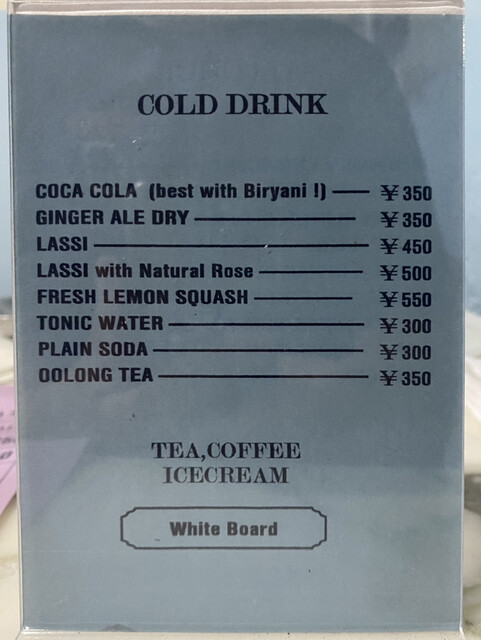 COLD DRINK
COCA COLA (best with Biryani !) ¥350
GINGER ALE DRY ¥350
LASSI ¥450
LASSI with Natural Rose ¥500
FRESH LEMON SQUASH ¥550
TONIC WATER ¥300
PLAIN SODA ¥300
OOLONG TEA ¥350
TEA,COFFEE
ICECREAM
White Board